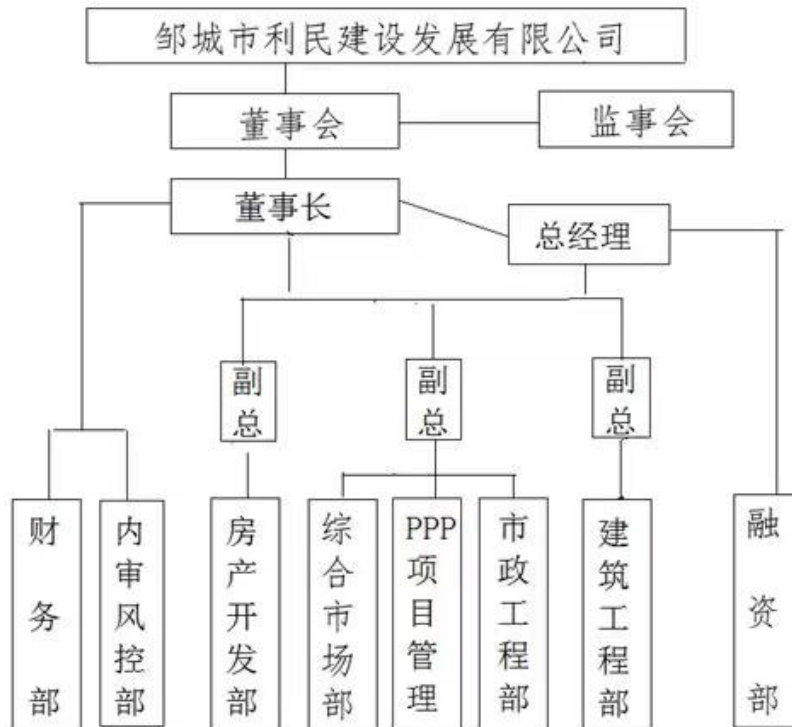 邹城市利民建设发展有限公司
董事会
监事会
董事长
总经理
副总
副总
副总
财务部
内审风控部
房产开发部
综合市场部
PPP项目管理
市政工程部
建筑工程部
融资部